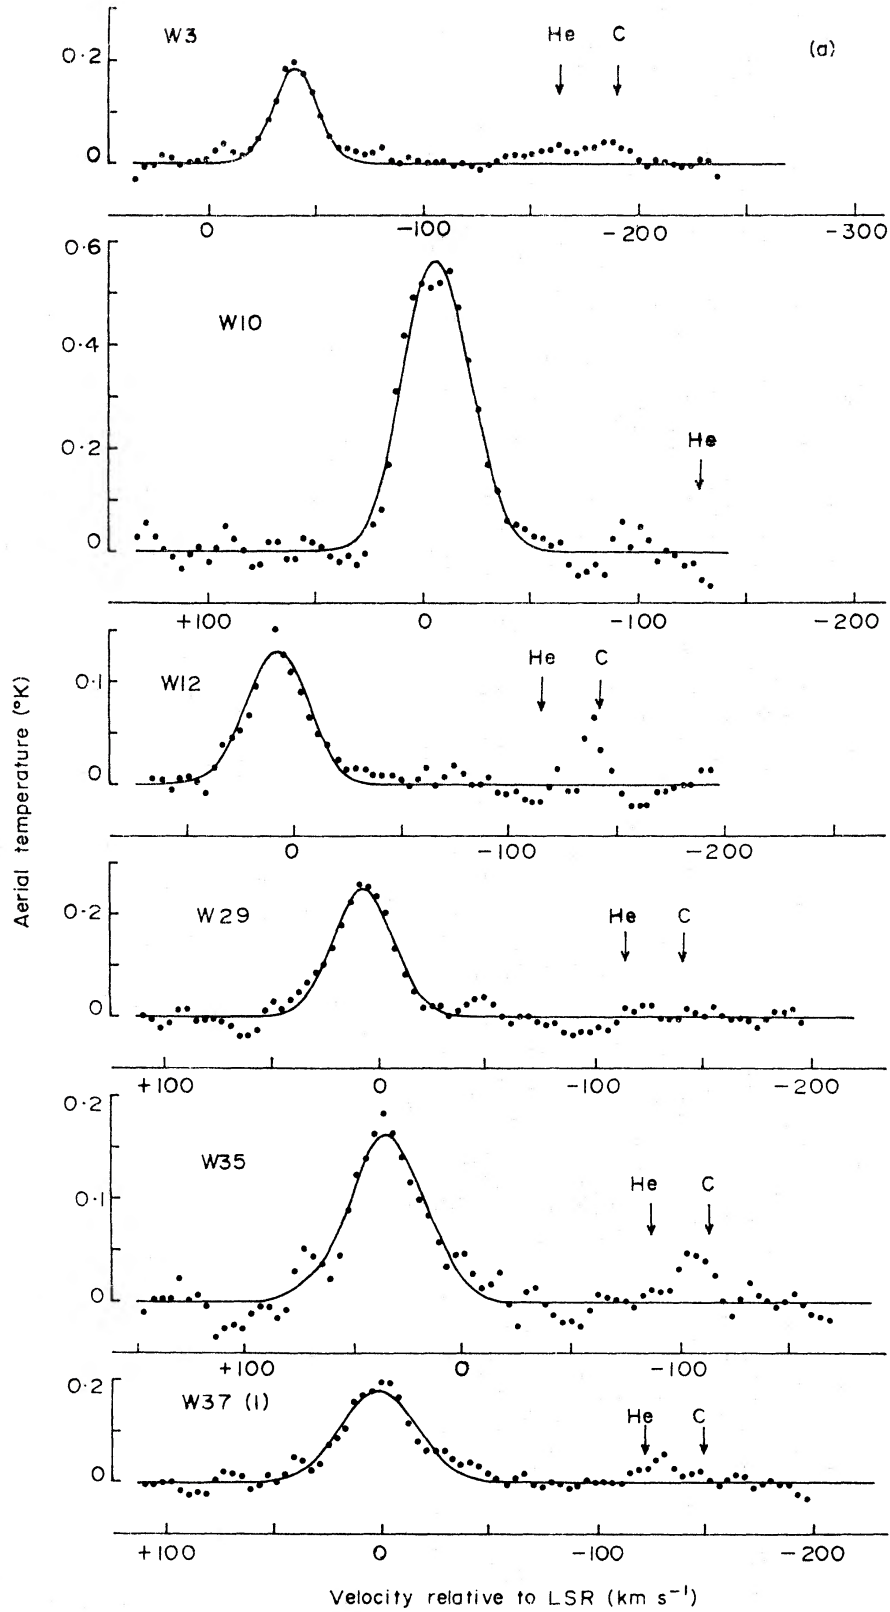 W3
He
C
(a)
0·2
0
0
-100
-200
-300
0·6
W10
0·4
0·2
He
0
+100
0
-100
-200
W12
He
C
0·1
0
0
-100
-200
W29
He
C
0·2
0
+100
0
-100
-200
0·2
W35
He
C
0·1
0
+100
0
-100
-200
0·2
W37 (1)
He
C
0
+100
0
-100
-200
Aerial temperature (°K)
Velocity relative to LSR (km s⁻¹)